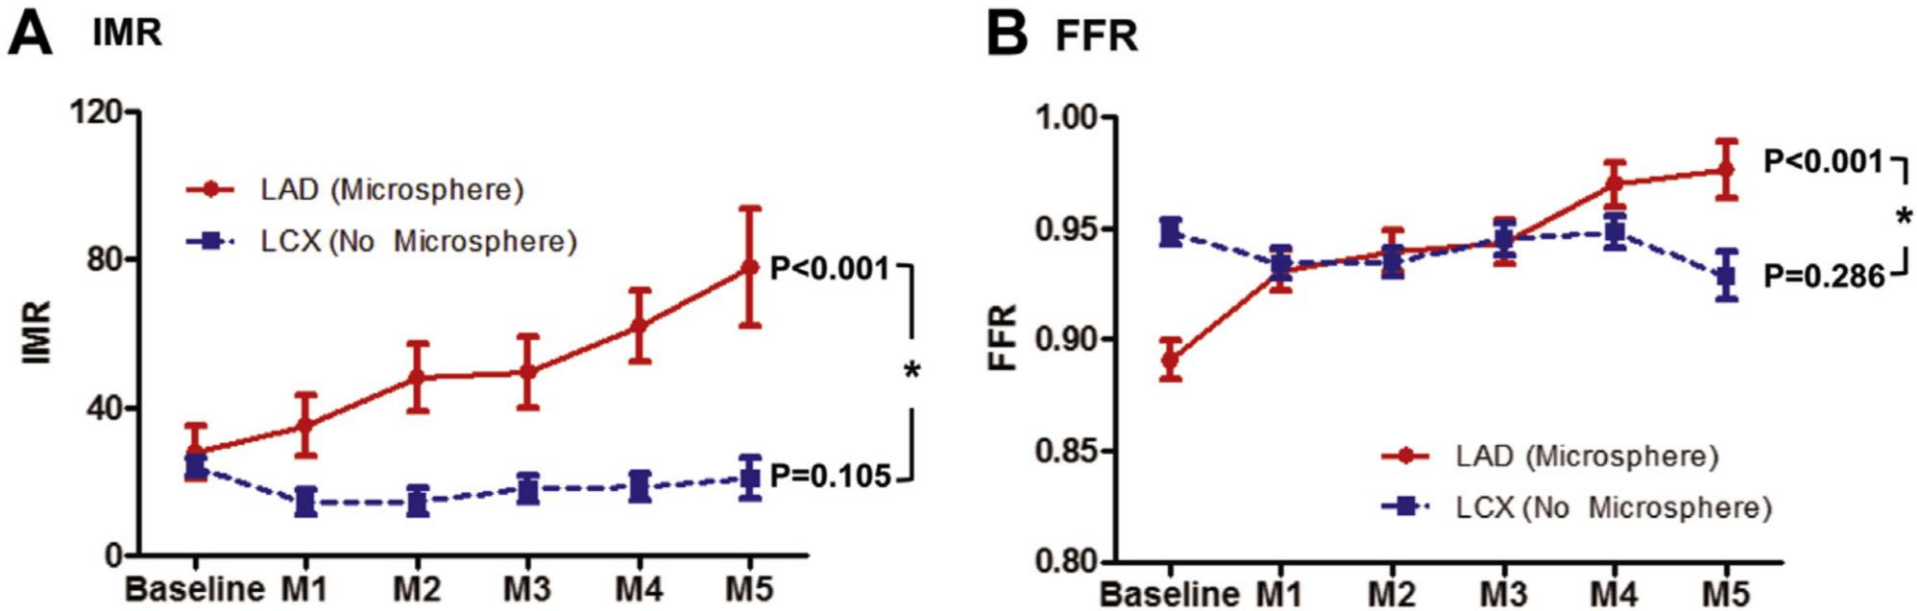 A IMR
120
80
40
0
IMR
LAD (Microsphere)
LCX (No Microsphere)
P<0.001
*
P=0.105
Baseline M1 M2 M3 M4 M5
B FFR
1.00
0.95
0.90
0.85
0.80
FFR
P<0.001
*
P=0.286
LAD (Microsphere)
LCX (No Microsphere)
Baseline M1 M2 M3 M4 M5